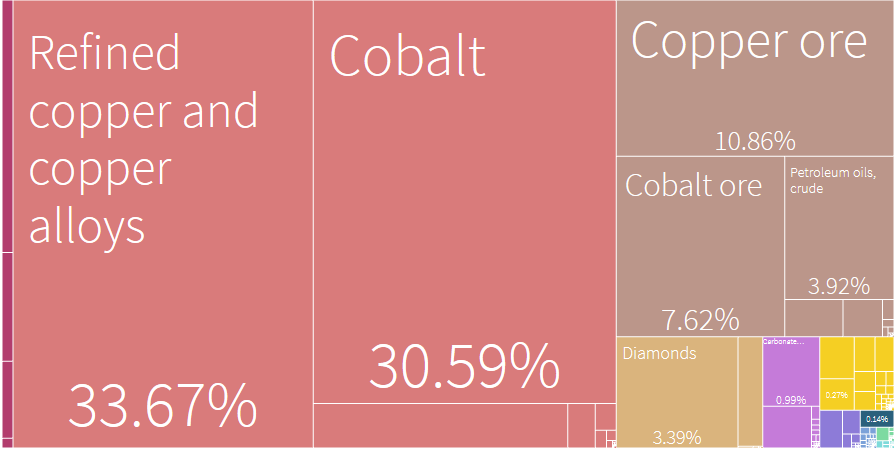 Refined
copper and
copper
alloys
33.67%
Cobalt
30.59%
Copper ore
10.86%
Cobalt ore
7.62%
Petroleum oils,
crude
3.92%
Diamonds
3.39%
Carbonate...
0.99%
0.27%
0.14%